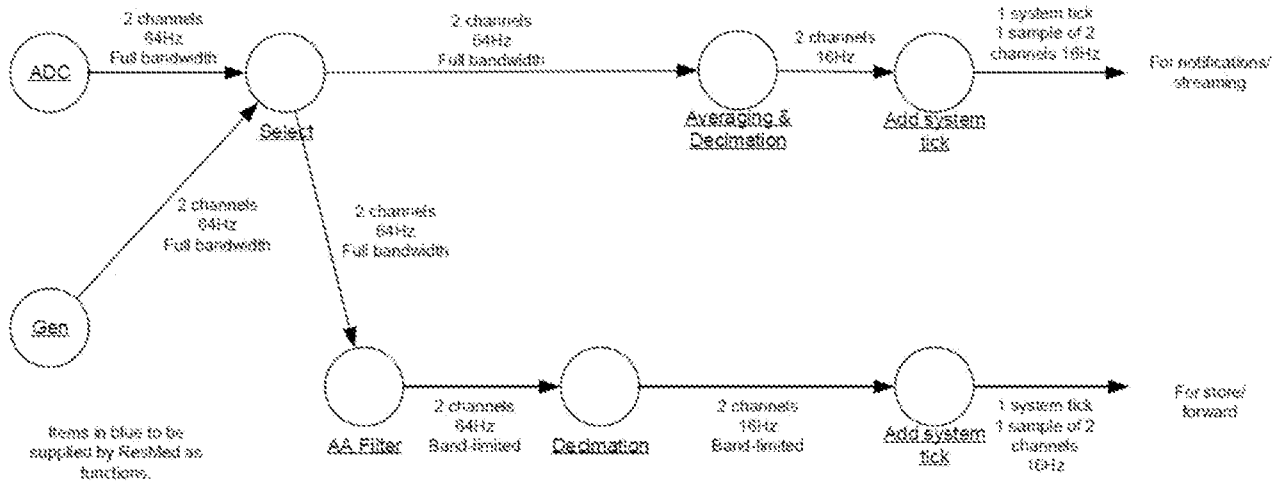 2 channels
64Hz
Full bandwidth
ADC
Select
2 channels
64Hz
Full bandwidth
2 channels
16Hz
Averaging &
Decimation
Add system
tick
1 system tick
1 sample of 2
channels 16Hz
For notifications/
streaming
2 channels
64Hz
Full bandwidth
2 channels
64Hz
Full bandwidth
Gen
AA Filter
2 channels
64Hz
Band-limited
Decimation
2 channels
16Hz
Band-limited
Add system
tick
1 system tick
1 sample of 2
channels
16Hz
For store/
forward
Items in blue to be
supplied by ResMed as
functions.